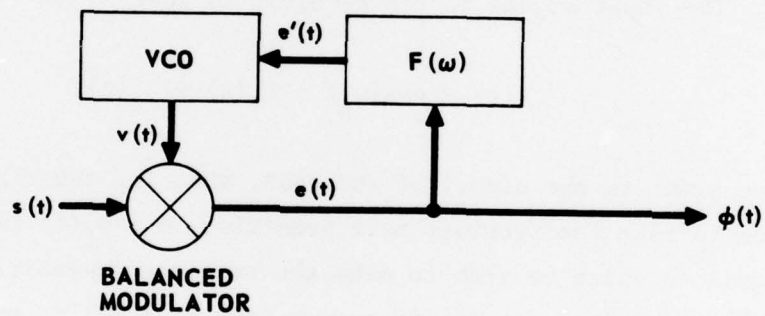 e'(t)
VCO
F(ω)
v(t)
e(t)
s(t)
ϕ(t)
BALANCED
MODULATOR